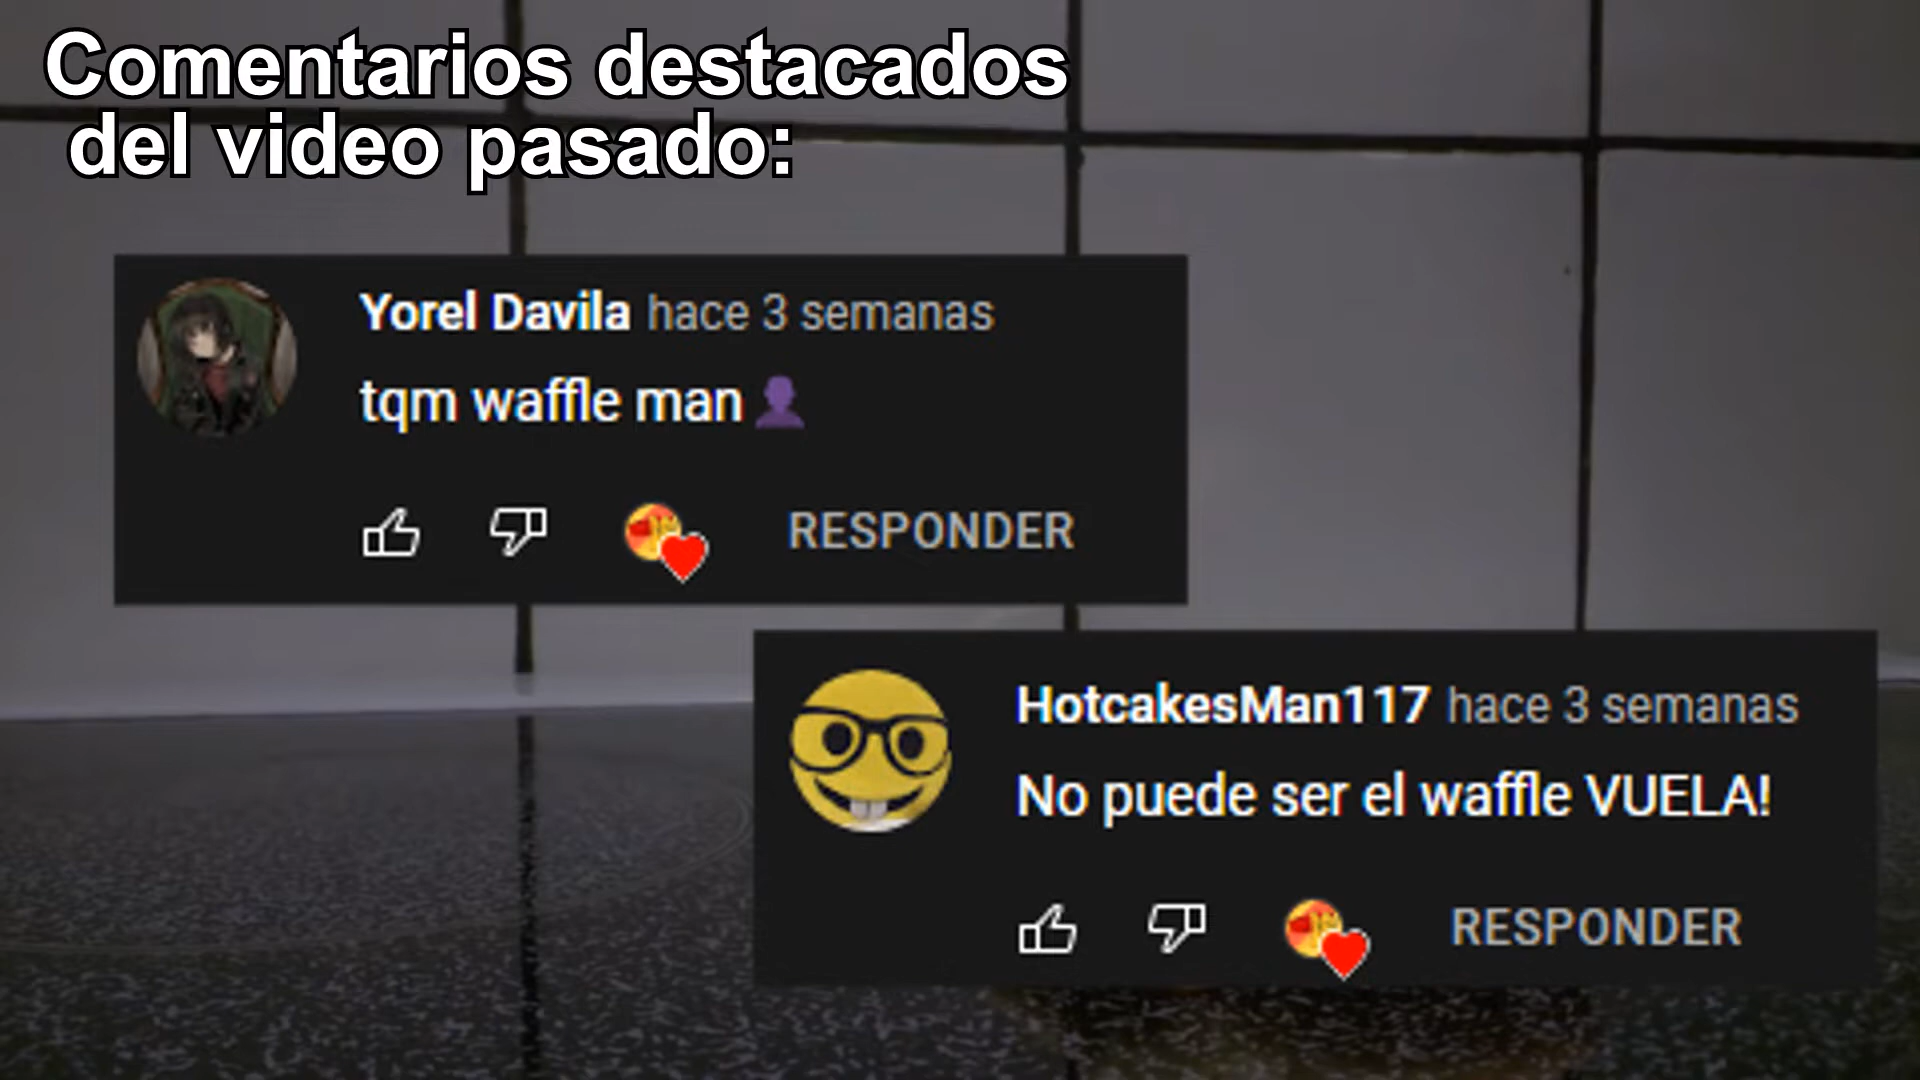 Comentarios destacados
del video pasado:
Yorel Davila hace 3 semanas
tqm waffle man 👤
RESPONDER
HotcakesMan117 hace 3 semanas
No puede ser el waffle VUELA!
RESPONDER